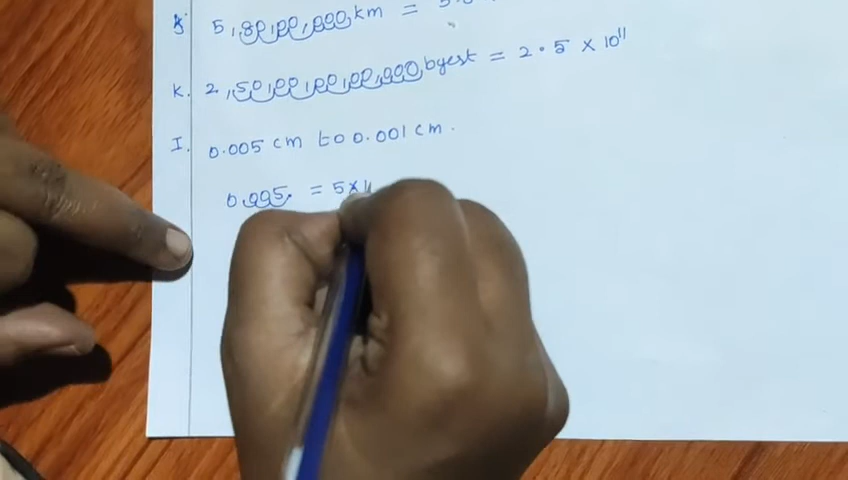 5,80,00,000 km =
K. 2,50,00,00,00,000 byest = 2.5 × 10¹¹
I. 0.005 cm to 0.001 cm.
0.005. = 5×1